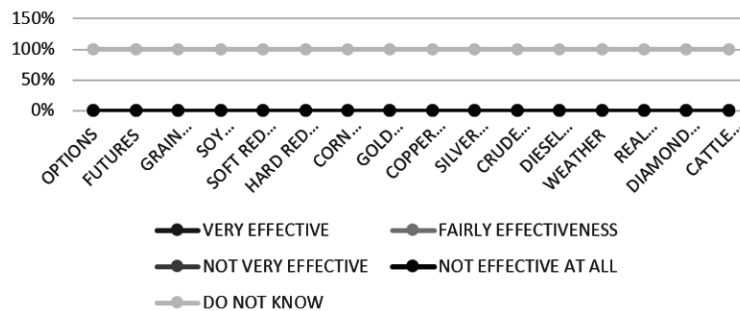 150%
100%
50%
0%
OPTIONS
FUTURES
GRAIN…
SOY…
SOFT RED…
HARD RED…
CORN…
GOLD…
COPPER…
SILVER…
CRUDE…
DIESEL…
WEATHER
REAL…
DIAMOND…
CATTLE…
VERY EFFECTIVE
FAIRLY EFFECTIVENESS
NOT VERY EFFECTIVE
NOT EFFECTIVE AT ALL
DO NOT KNOW